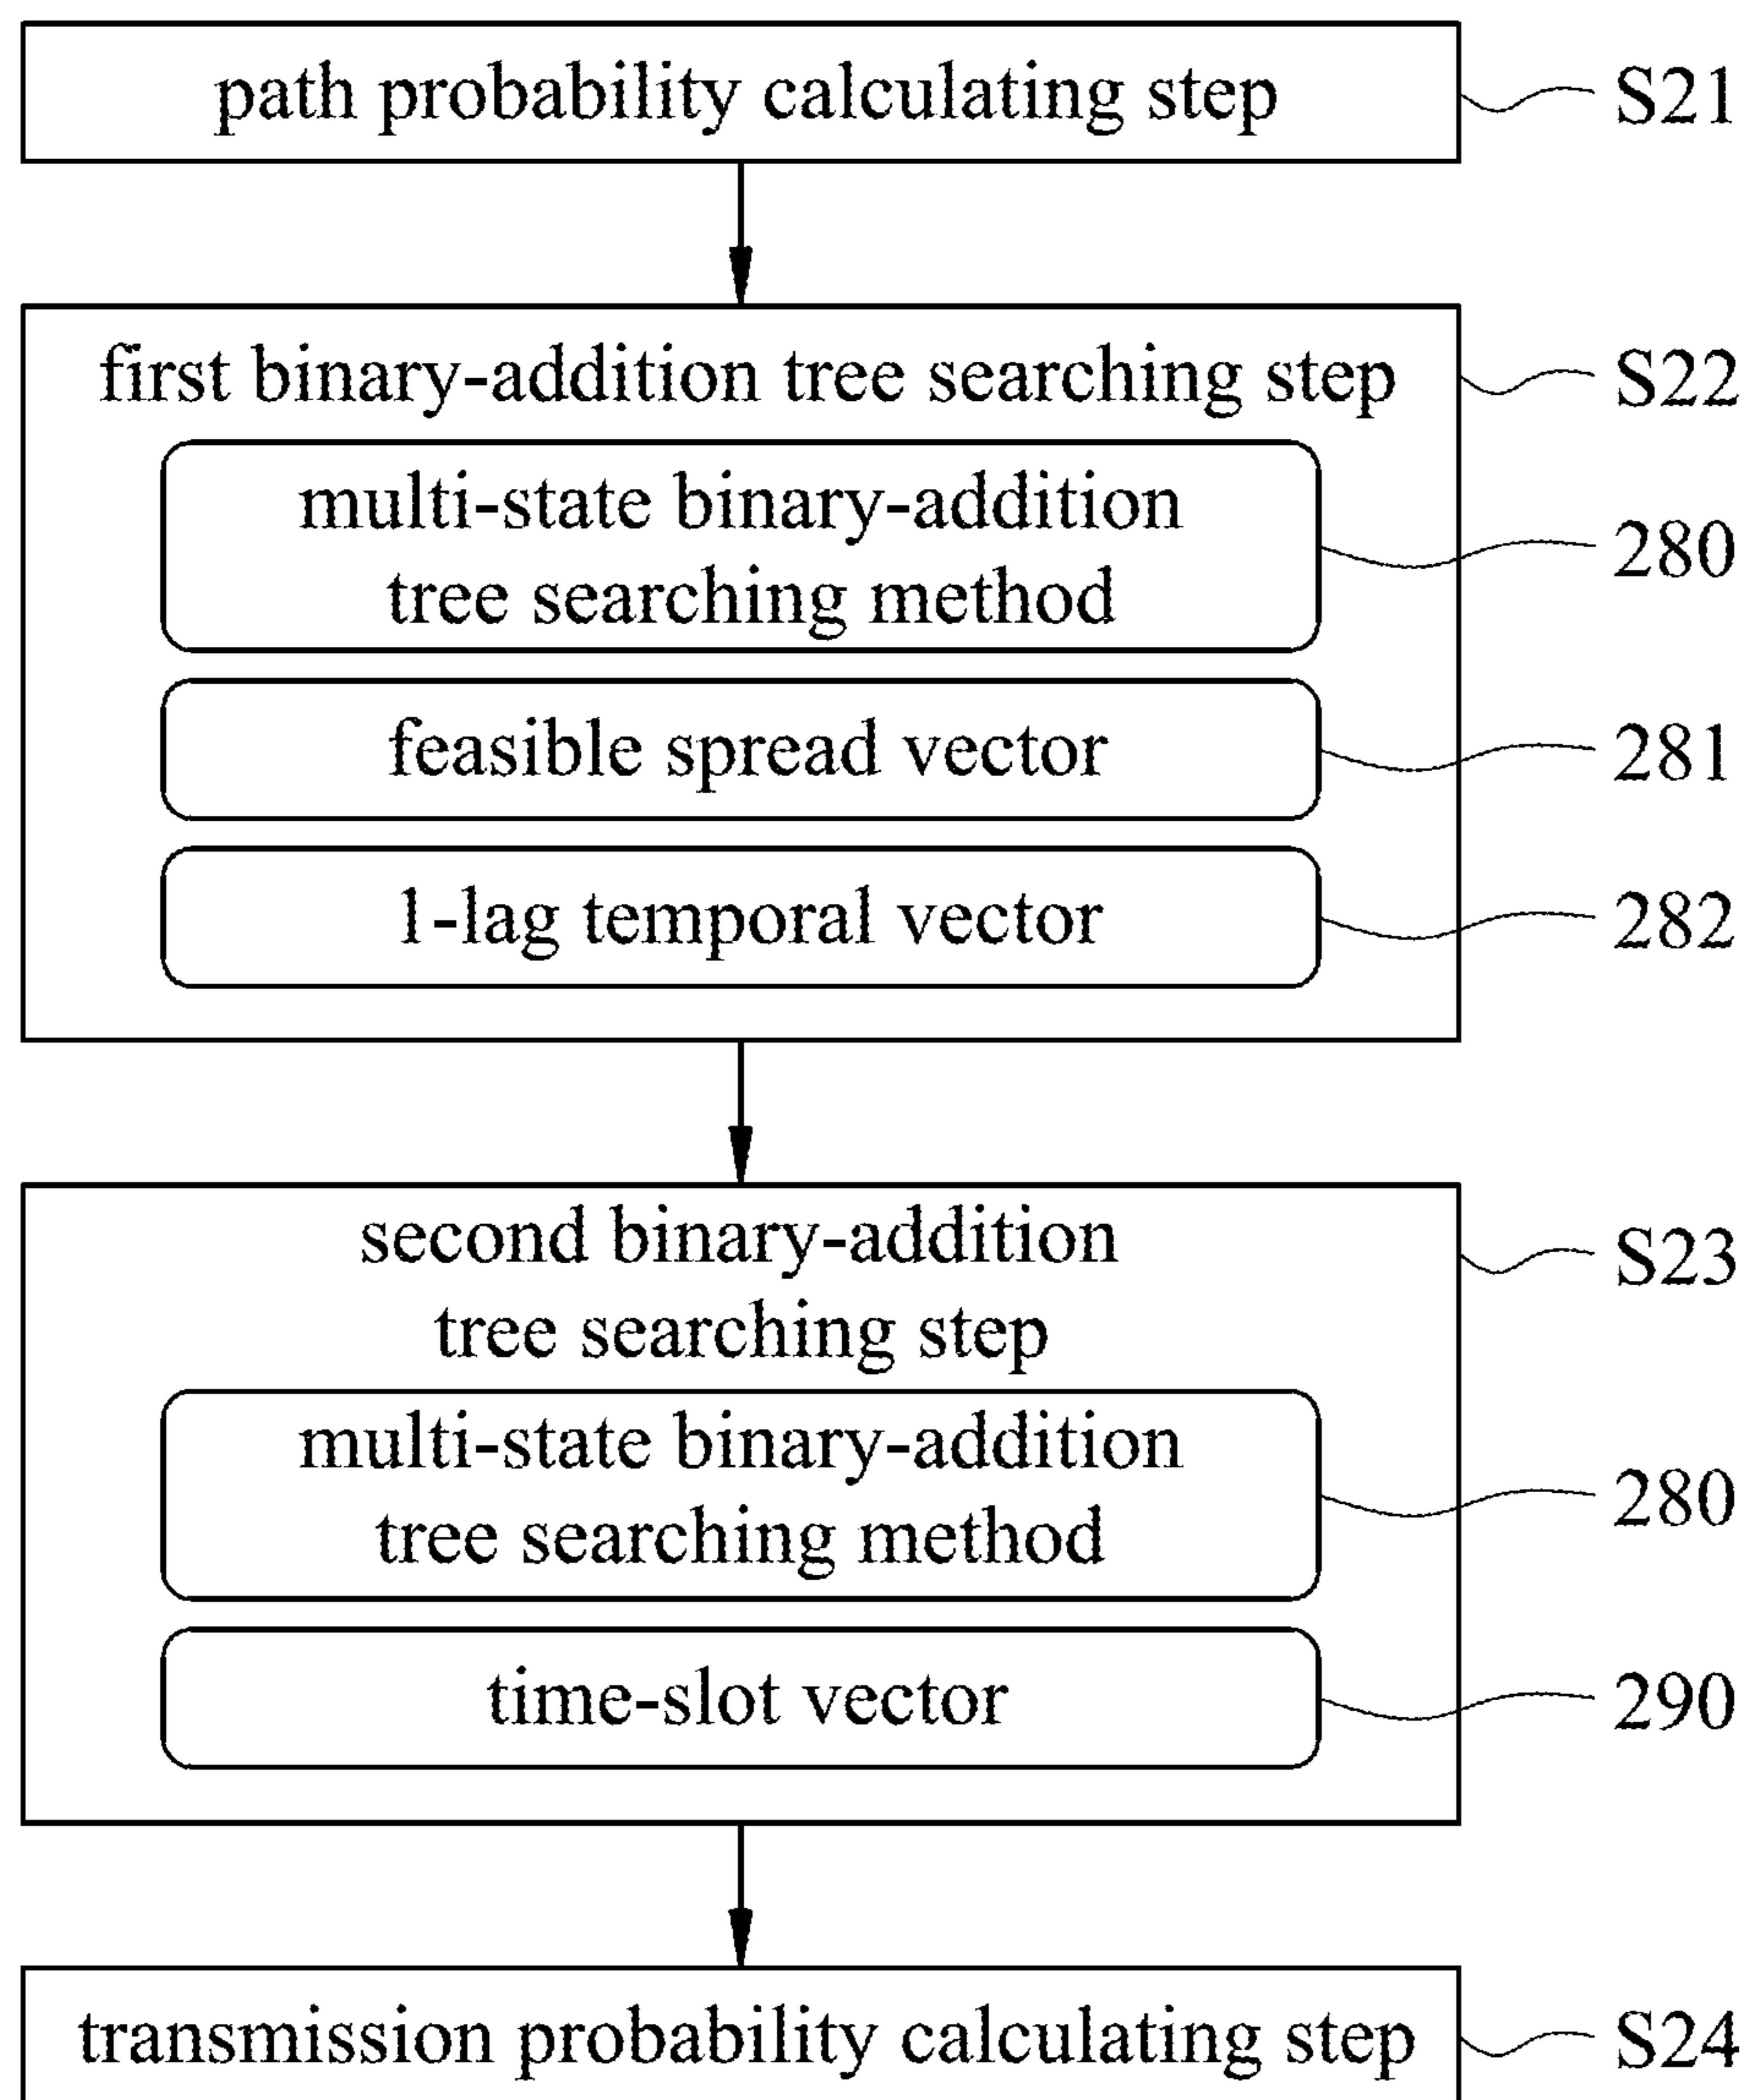 path probability calculating step
S21
first binary-addition tree searching step
S22
multi-state binary-addition
tree searching method
280
feasible spread vector
281
1-lag temporal vector
282
second binary-addition
tree searching step
S23
multi-state binary-addition
tree searching method
280
time-slot vector
290
transmission probability calculating step
S24